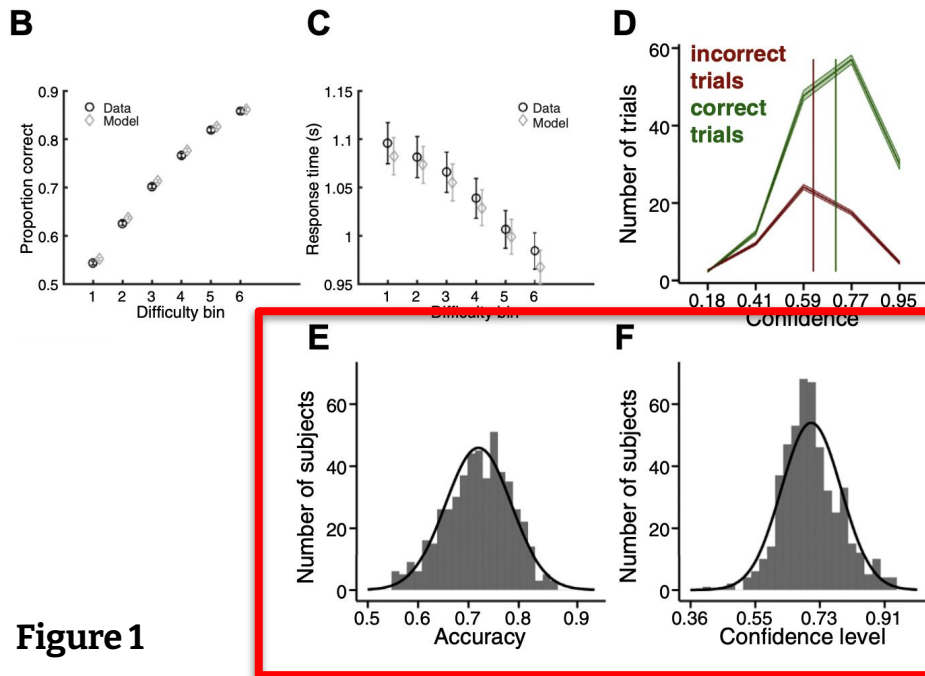 B
C
D
Proportion correct
0.9
0.8
0.7
0.6
0.5
Data
Model
1 2 3 4 5 6
Difficulty bin
Response time (s)
1.15
1.10
1.05
1
0.95
Data
Model
1 2 3 4 5 6
Difficulty bin
Number of trials
60
40
20
0
incorrect
trials
correct
trials
0.18 0.41 0.59 0.77 0.95
Confidence
E
F
Number of subjects
60
40
20
0
0.5 0.6 0.7 0.8 0.9
Accuracy
Number of subjects
60
40
20
0
0.36 0.55 0.73 0.91
Confidence level
Figure 1